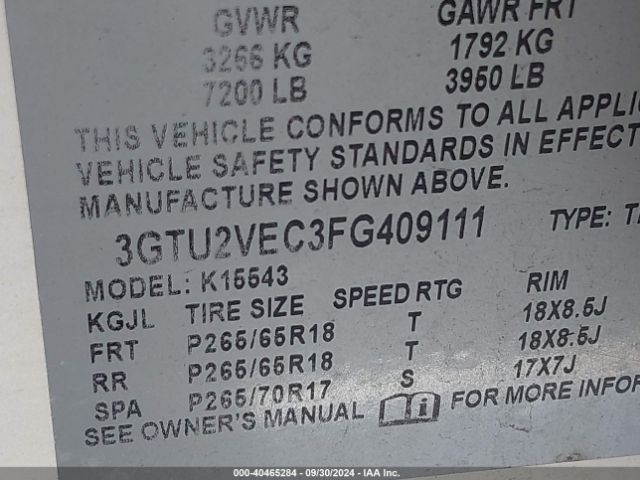 GVWR GAWR FRT
3266 KG 1792 KG
7200 LB 3950 LB
THIS VEHICLE CONFORMS TO ALL
VEHICLE SAFETY STANDARDS IN EFFECT
MANUFACTURE SHOWN ABOVE.
3GTU2VEC3FG409111 TYPE:
MODEL: K15543
KGJL TIRE SIZE SPEED RTG RIM
FRT P265/65R18 T 18X8.5J
RR P265/65R18 T 18X8.5J
SPA P265/70R17 S 17X7J
SEE OWNER'S MANUAL FOR MORE
000-40465284 - 09/30/2024 - IAA Inc.